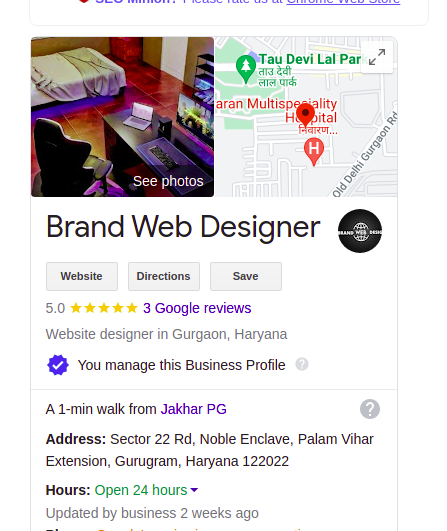 SEO Minion? Please rate us at Chrome Web Store
See photos
Tau Devi Lal Par
ताउ देवी
लाल पार्क
aran Multispeciality
Hospital
निवारण...
H
Old Delhi Gurgaon Rd
Brand Web Designer
BRAND WEB DESIG
Website
Directions
Save
5.0 ★★★★★ 3 Google reviews
Website designer in Gurgaon, Haryana
You manage this Business Profile ?
A 1-min walk from Jakhar PG ?
Address: Sector 22 Rd, Noble Enclave, Palam Vihar
Extension, Gurugram, Haryana 122022
Hours: Open 24 hours
Updated by business 2 weeks ago